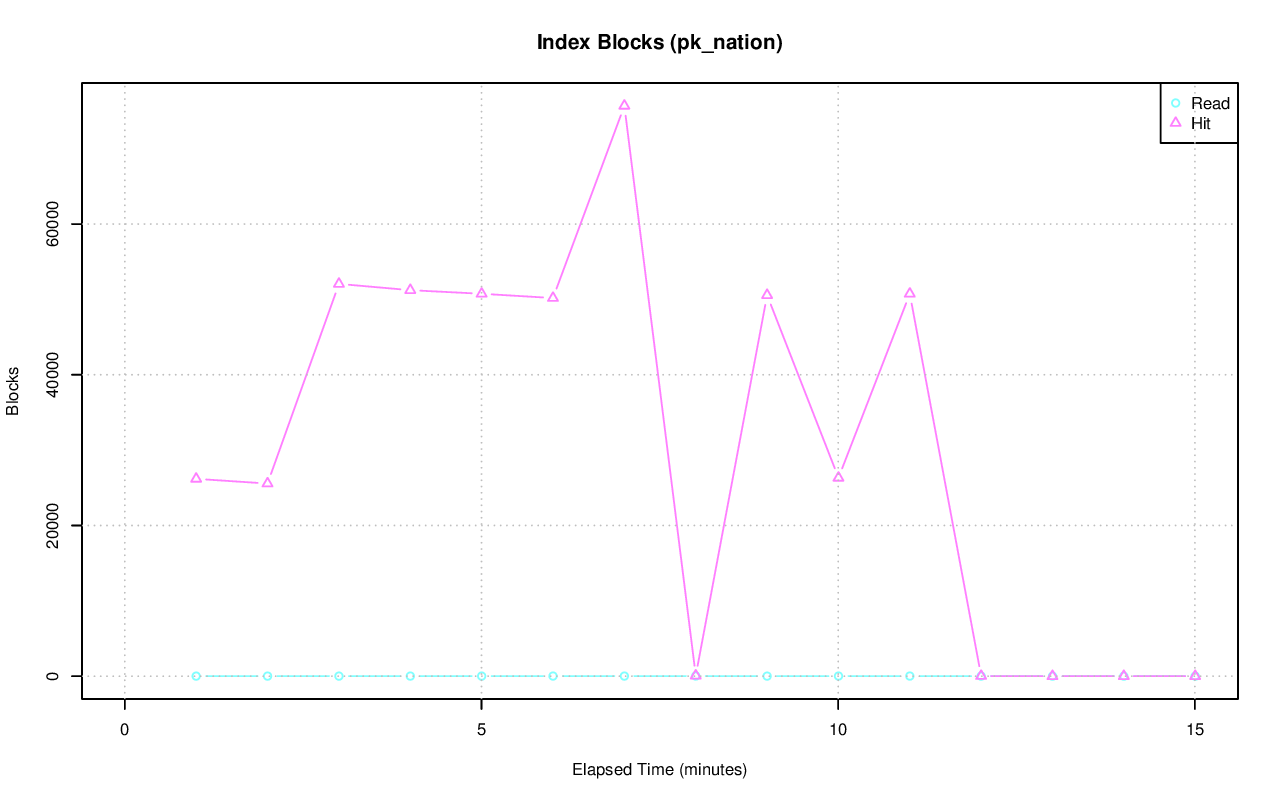 Index Blocks (pk_nation)
Read
Hit
Blocks
60000
40000
20000
0
0 5 10 15
Elapsed Time (minutes)